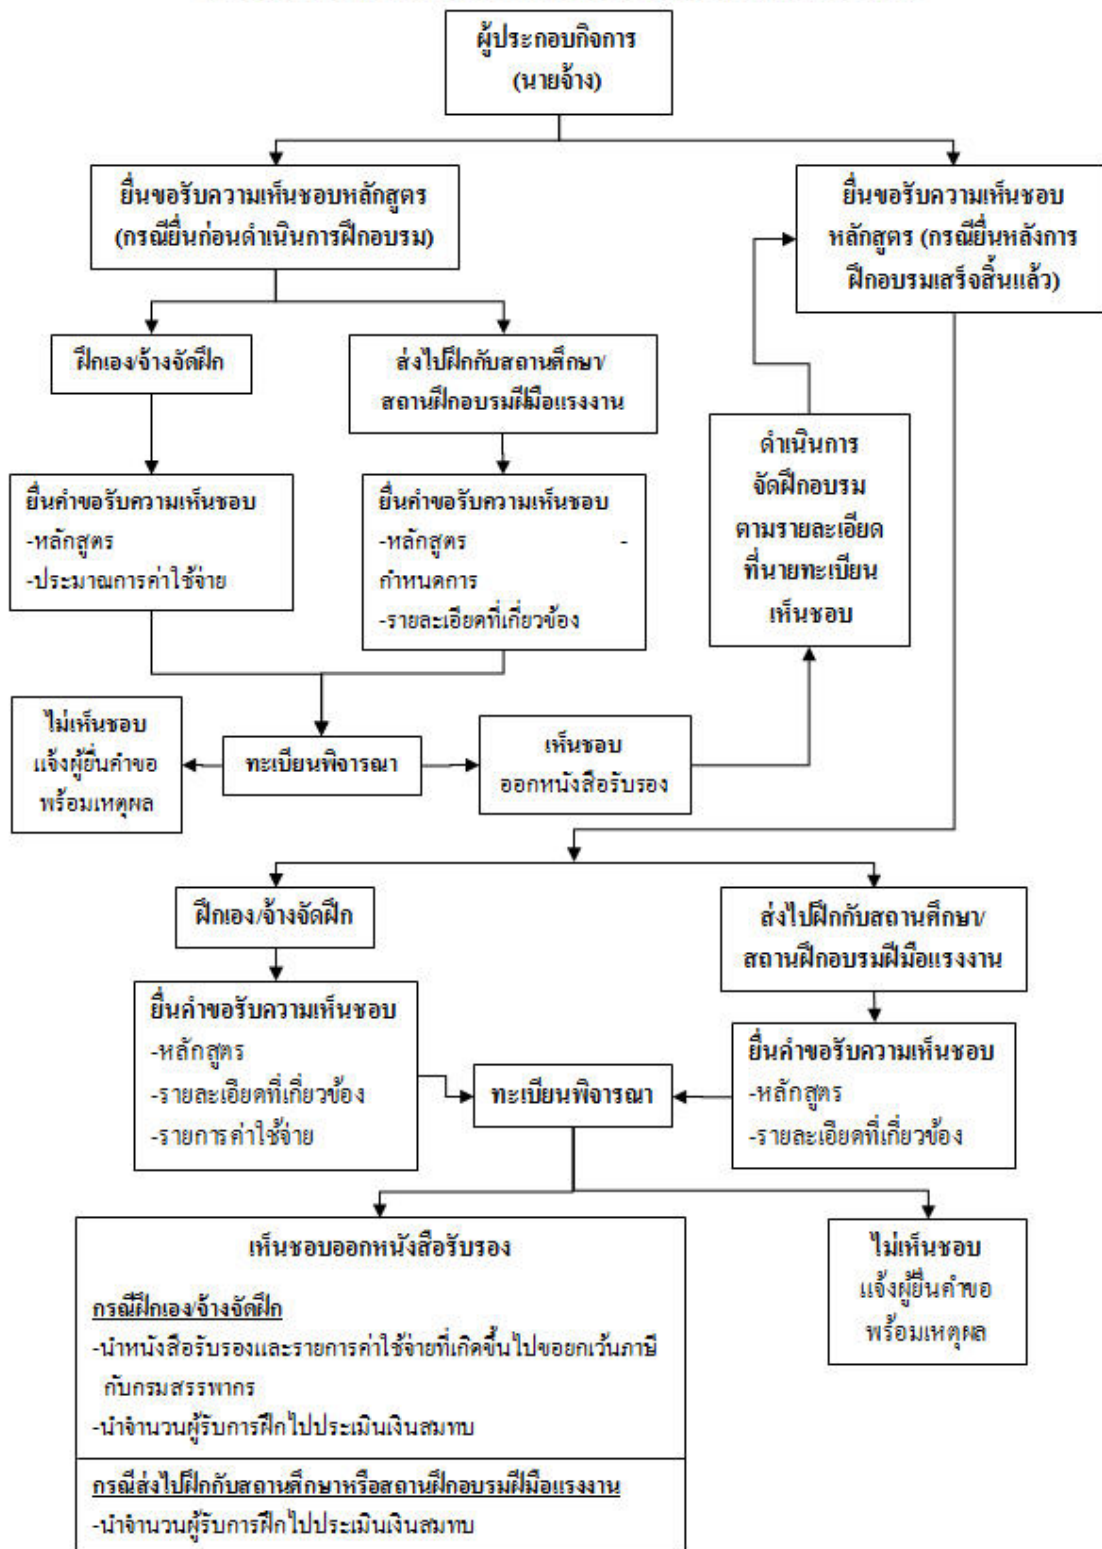 ผู้ประกอบกิจการ
(นายจ้าง)
ยื่นขอรับความเห็นชอบหลักสูตร
(กรณียื่นก่อนดำเนินการฝึกอบรม)
ยื่นขอรับความเห็นชอบ
หลักสูตร (กรณียื่นหลังการ
ฝึกอบรมเสร็จสิ้นแล้ว)
ฝึกเอง/จ้างจัดฝึก
ส่งไปฝึกกับสถานศึกษา/
สถานฝึกอบรมฝีมือแรงงาน
ยื่นคำขอรับความเห็นชอบ
-หลักสูตร
-ประมาณการค่าใช้จ่าย
ยื่นคำขอรับความเห็นชอบ
-หลักสูตร -
กำหนดการ
-รายละเอียดที่เกี่ยวข้อง
ดำเนินการ
จัดฝึกอบรม
ตามรายละเอียด
ที่นายทะเบียน
เห็นชอบ
ไม่เห็นชอบ
แจ้งผู้ยื่นคำขอ
พร้อมเหตุผล
ทะเบียนพิจารณา
เห็นชอบ
ออกหนังสือรับรอง
ฝึกเอง/จ้างจัดฝึก
ส่งไปฝึกกับสถานศึกษา/
สถานฝึกอบรมฝีมือแรงงาน
ยื่นคำขอรับความเห็นชอบ
-หลักสูตร
-รายละเอียดที่เกี่ยวข้อง
-รายการค่าใช้จ่าย
ทะเบียนพิจารณา
ยื่นคำขอรับความเห็นชอบ
-หลักสูตร
-รายละเอียดที่เกี่ยวข้อง
เห็นชอบออกหนังสือรับรอง
กรณีฝึกเอง/จ้างจัดฝึก
-นำหนังสือรับรองและรายการค่าใช้จ่ายที่เกิดขึ้นไปขอยกเว้นภาษี
กับกรมสรรพากร
-นำจำนวนผู้รับการฝึกไปประเมินเงินสมทบ
กรณีส่งไปฝึกกับสถานศึกษาหรือสถานฝึกอบรมฝีมือแรงงาน
-นำจำนวนผู้รับการฝึกไปประเมินเงินสมทบ
ไม่เห็นชอบ
แจ้งผู้ยื่นคำขอ
พร้อมเหตุผล